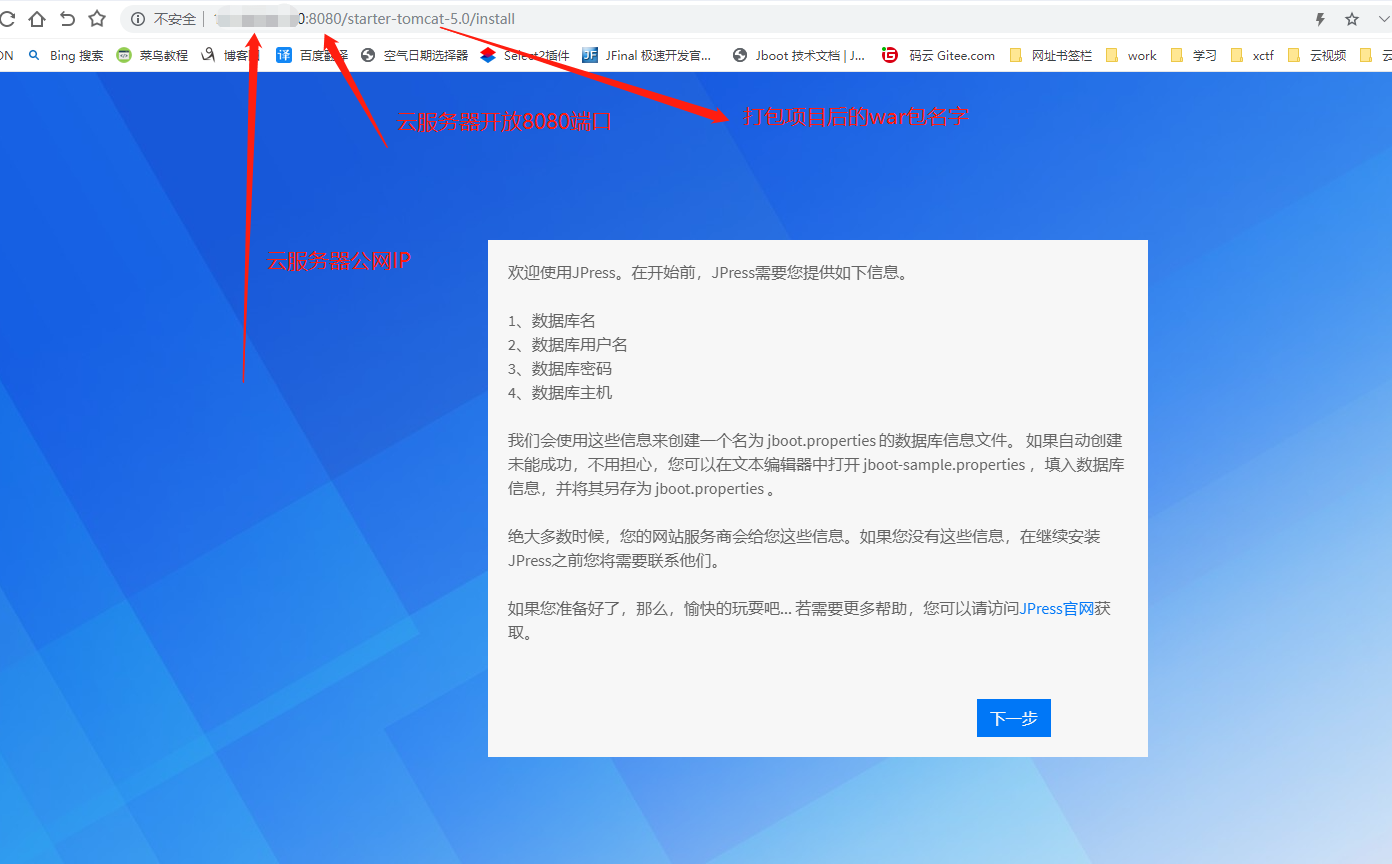 不安全 0:8080/starter-tomcat-5.0/install
Bing 搜索 菜鸟教程 百度翻译 空气日期选择器 Select2插件 JFinal 极速开发官... Jboot 技术文档 | J... 码云 Gitee.com 网址书签栏 work 学习 xctf 云视频
云服务器开放8080端口
打包项目后的war包名字
云服务器公网IP
欢迎使用JPress。在开始前，JPress需要您提供如下信息。
1、数据库名
2、数据库用户名
3、数据库密码
4、数据库主机
我们会使用这些信息来创建一个名为 jboot.properties 的数据库信息文件。 如果自动创建
未能成功，不用担心，您可以在文本编辑器中打开 jboot-sample.properties ，填入数据库
信息，并将其另存为 jboot.properties 。
绝大多数时候，您的网站服务商会给您这些信息。如果您没有这些信息，在继续安装
JPress之前您将需要联系他们。
如果您准备好了，那么，愉快的玩耍吧... 若需要更多帮助，您可以请访问JPress官网获
取。
下一步